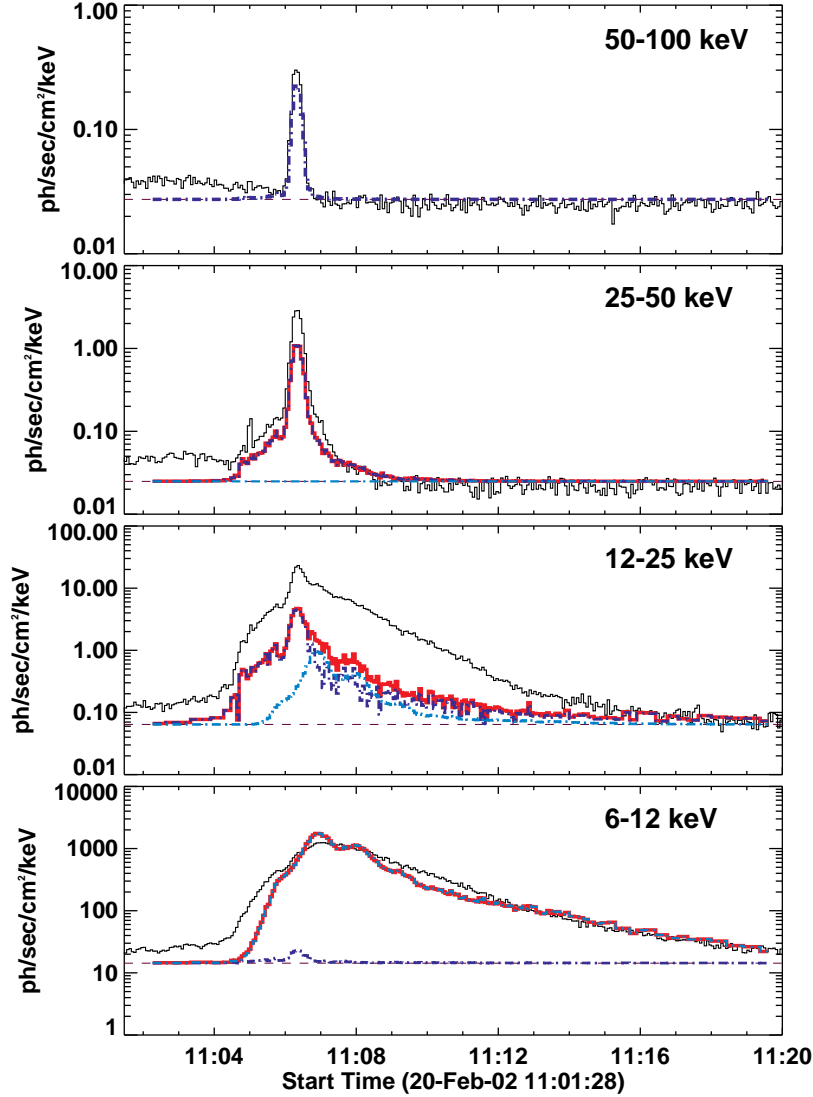 50-100 keV
1.00
0.10
0.01
ph/sec/cm²/keV
25-50 keV
10.00
1.00
0.10
0.01
ph/sec/cm²/keV
12-25 keV
100.00
10.00
1.00
0.10
0.01
ph/sec/cm²/keV
6-12 keV
10000
1000
100
10
1
ph/sec/cm²/keV
11:04 11:08 11:12 11:16 11:20
Start Time (20-Feb-02 11:01:28)